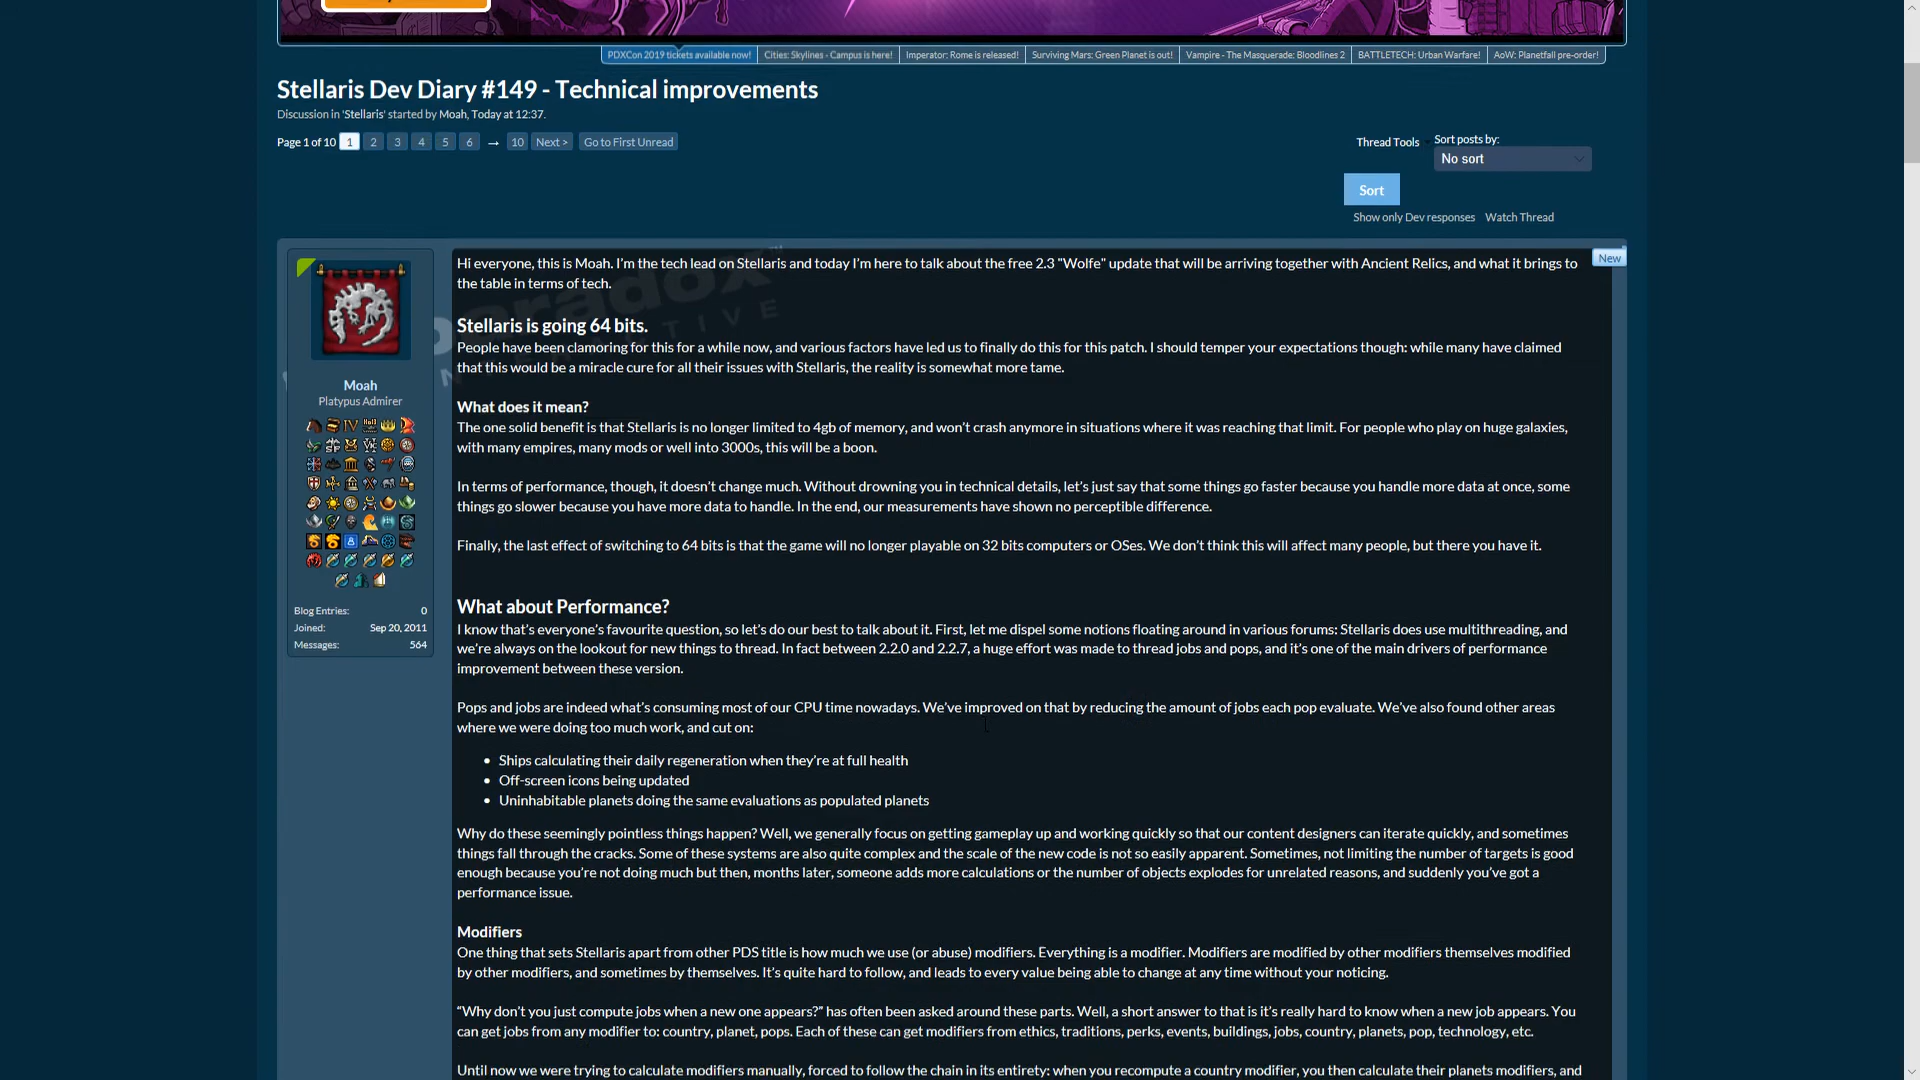 PDXCon 2019 tickets available now!
Cities: Skylines - Campus is here!
Imperator: Rome is released!
Surviving Mars: Green Planet is out!
Vampire - The Masquerade: Bloodlines 2
BATTLETECH: Urban Warfare!
AoW: Planetfall pre-order!
Stellaris Dev Diary #149 - Technical improvements
Discussion in 'Stellaris' started by Moah, Today at 12:37.
Page 1 of 10 1 2 3 4 5 6 → 10 Next > Go to First Unread
Thread Tools
Sort posts by:
No sort
Sort
Show only Dev responses Watch Thread
New
Moah
Platypus Admirer
Blog Entries: 0
Joined: Sep 20, 2011
Messages: 564
Hi everyone, this is Moah. I'm the tech lead on Stellaris and today I'm here to talk about the free 2.3 "Wolfe" update that will be arriving together with Ancient Relics, and what it brings to
the table in terms of tech.
Stellaris is going 64 bits.
People have been clamoring for this for a while now, and various factors have led us to finally do this for this patch. I should temper your expectations though: while many have claimed
that this would be a miracle cure for all their issues with Stellaris, the reality is somewhat more tame.
What does it mean?
The one solid benefit is that Stellaris is no longer limited to 4gb of memory, and won't crash anymore in situations where it was reaching that limit. For people who play on huge galaxies,
with many empires, many mods or well into 3000s, this will be a boon.
In terms of performance, though, it doesn't change much. Without drowning you in technical details, let's just say that some things go faster because you handle more data at once, some
things go slower because you have more data to handle. In the end, our measurements have shown no perceptible difference.
Finally, the last effect of switching to 64 bits is that the game will no longer playable on 32 bits computers or OSes. We don't think this will affect many people, but there you have it.
What about Performance?
I know that's everyone's favourite question, so let's do our best to talk about it. First, let me dispel some notions floating around in various forums: Stellaris does use multithreading, and
we're always on the lookout for new things to thread. In fact between 2.2.0 and 2.2.7, a huge effort was made to thread jobs and pops, and it's one of the main drivers of performance
improvement between these version.
Pops and jobs are indeed what's consuming most of our CPU time nowadays. We've improved on that by reducing the amount of jobs each pop evaluate. We've also found other areas
where we were doing too much work, and cut on:
• Ships calculating their daily regeneration when they're at full health
• Off-screen icons being updated
• Uninhabitable planets doing the same evaluations as populated planets
Why do these seemingly pointless things happen? Well, we generally focus on getting gameplay up and working quickly so that our content designers can iterate quickly, and sometimes
things fall through the cracks. Some of these systems are also quite complex and the scale of the new code is not so easily apparent. Sometimes, not limiting the number of targets is good
enough because you're not doing much but then, months later, someone adds more calculations or the number of objects explodes for unrelated reasons, and suddenly you've got a
performance issue.
Modifiers
One thing that sets Stellaris apart from other PDS title is how much we use (or abuse) modifiers. Everything is a modifier. Modifiers are modified by other modifiers themselves modified
by other modifiers, and sometimes by themselves. It's quite hard to follow, and leads to every value being able to change at any time without your noticing.
“Why don't you just compute jobs when a new one appears?” has often been asked around these parts. Well, a short answer to that is it's really hard to know when a new job appears. You
can get jobs from any modifier to: country, planet, pops. Each of these can get modifiers from ethics, traditions, perks, events, buildings, jobs, country, planets, pop, technology, etc.
Until now we were trying to calculate modifiers manually, forced to follow the chain in its entirety: when you recompute a country modifier, you then calculate their planets modifiers, and